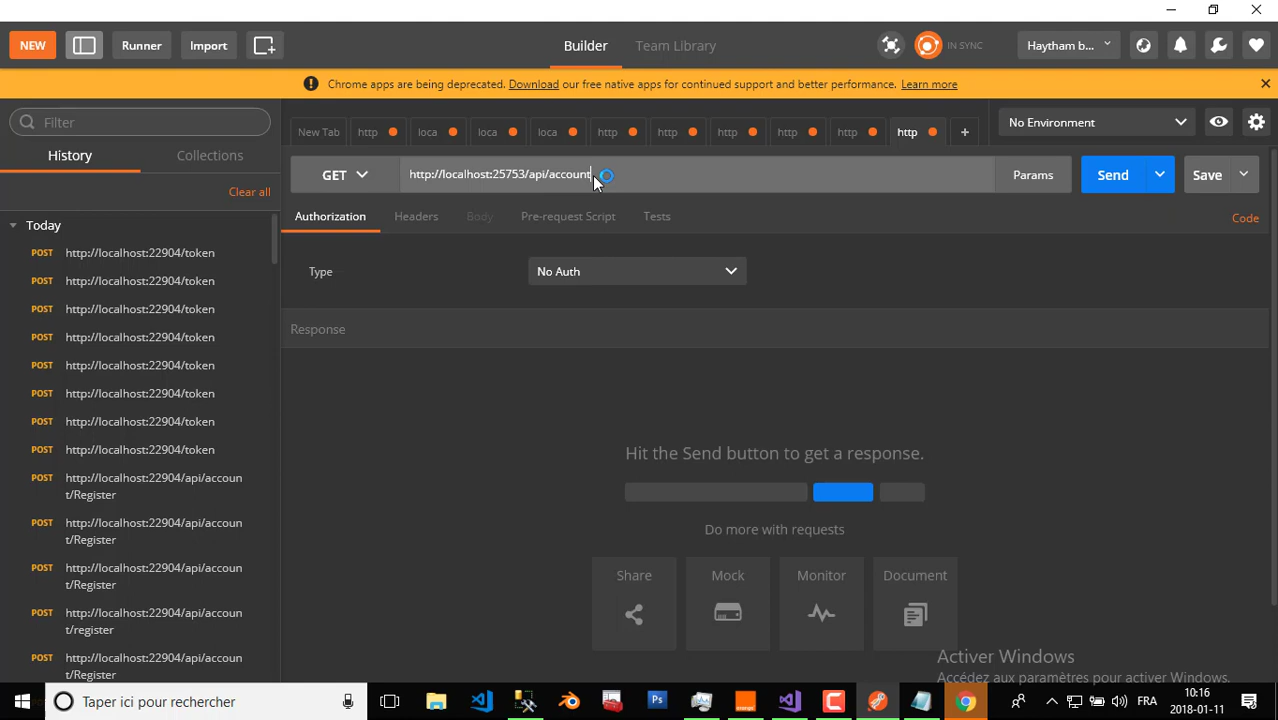 NEW
Runner
Import
Builder
Team Library
IN SYNC
Haytham b...
Chrome apps are being deprecated. Download our free native apps for continued support and better performance. Learn more
Filter
History
Collections
Clear all
Today
POST http://localhost:22904/token
POST http://localhost:22904/token
POST http://localhost:22904/token
POST http://localhost:22904/token
POST http://localhost:22904/token
POST http://localhost:22904/token
POST http://localhost:22904/token
POST http://localhost:22904/token
POST http://localhost:22904/api/accoun
t/Register
POST http://localhost:22904/api/accoun
t/Register
POST http://localhost:22904/api/accoun
t/Register
POST http://localhost:22904/api/accoun
t/register
POST http://localhost:22904/api/accoun
t/Register
New Tab
http
loca
loca
loca
http
http
http
http
http
http
No Environment
GET
http://localhost:25753/api/account
Params
Send
Save
Authorization
Headers
Body
Pre-request Script
Tests
Code
Type
No Auth
Response
Hit the Send button to get a response.
Do more with requests
Share
Mock
Monitor
Document
Activer Windows
Accédez aux paramètres pour activer Windows.
Taper ici pour rechercher
Ps
orange
FRA
10:16
2018-01-11